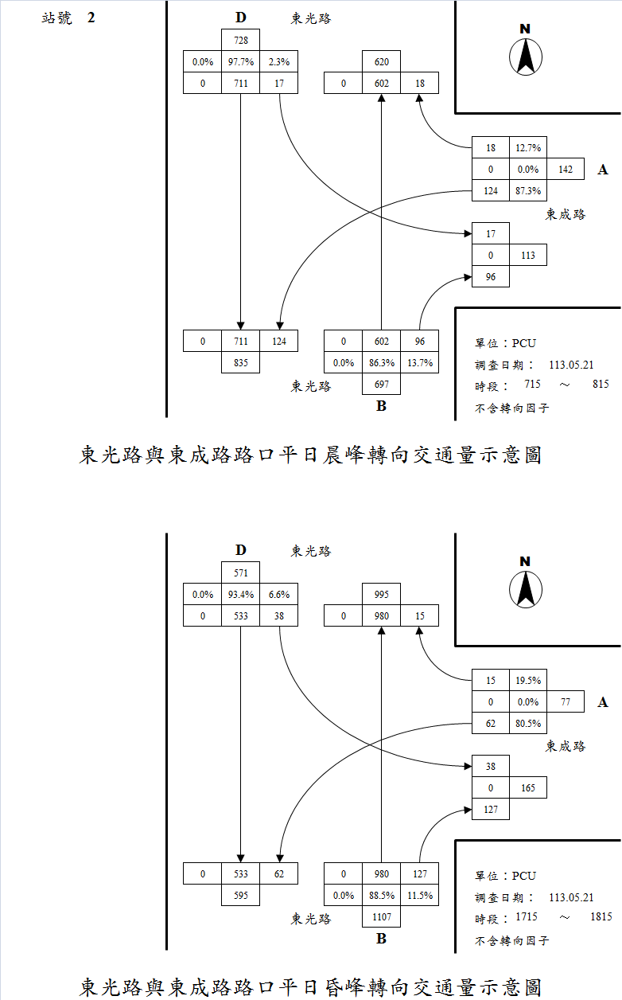 站號 2
D 東光路
N
728
0.0% 97.7% 2.3%
0 711 17
620
0 602 18
18 12.7%
0 0.0% 142
124 87.3%
A
東成路
17
0 113
96
0 711 124
835
0 602 96
0.0% 86.3% 13.7%
697
東光路
B
單位：PCU
調查日期： 113.05.21
時段： 715 ～ 815
不含轉向因子
東光路與東成路路口平日晨峰轉向交通量示意圖
D 東光路
N
571
0.0% 93.4% 6.6%
0 533 38
995
0 980 15
15 19.5%
0 0.0% 77
62 80.5%
A
東成路
38
0 165
127
0 533 62
595
0 980 127
0.0% 88.5% 11.5%
1107
東光路
B
單位：PCU
調查日期： 113.05.21
時段： 1715 ～ 1815
不含轉向因子
東光路與東成路路口平日昏峰轉向交通量示意圖